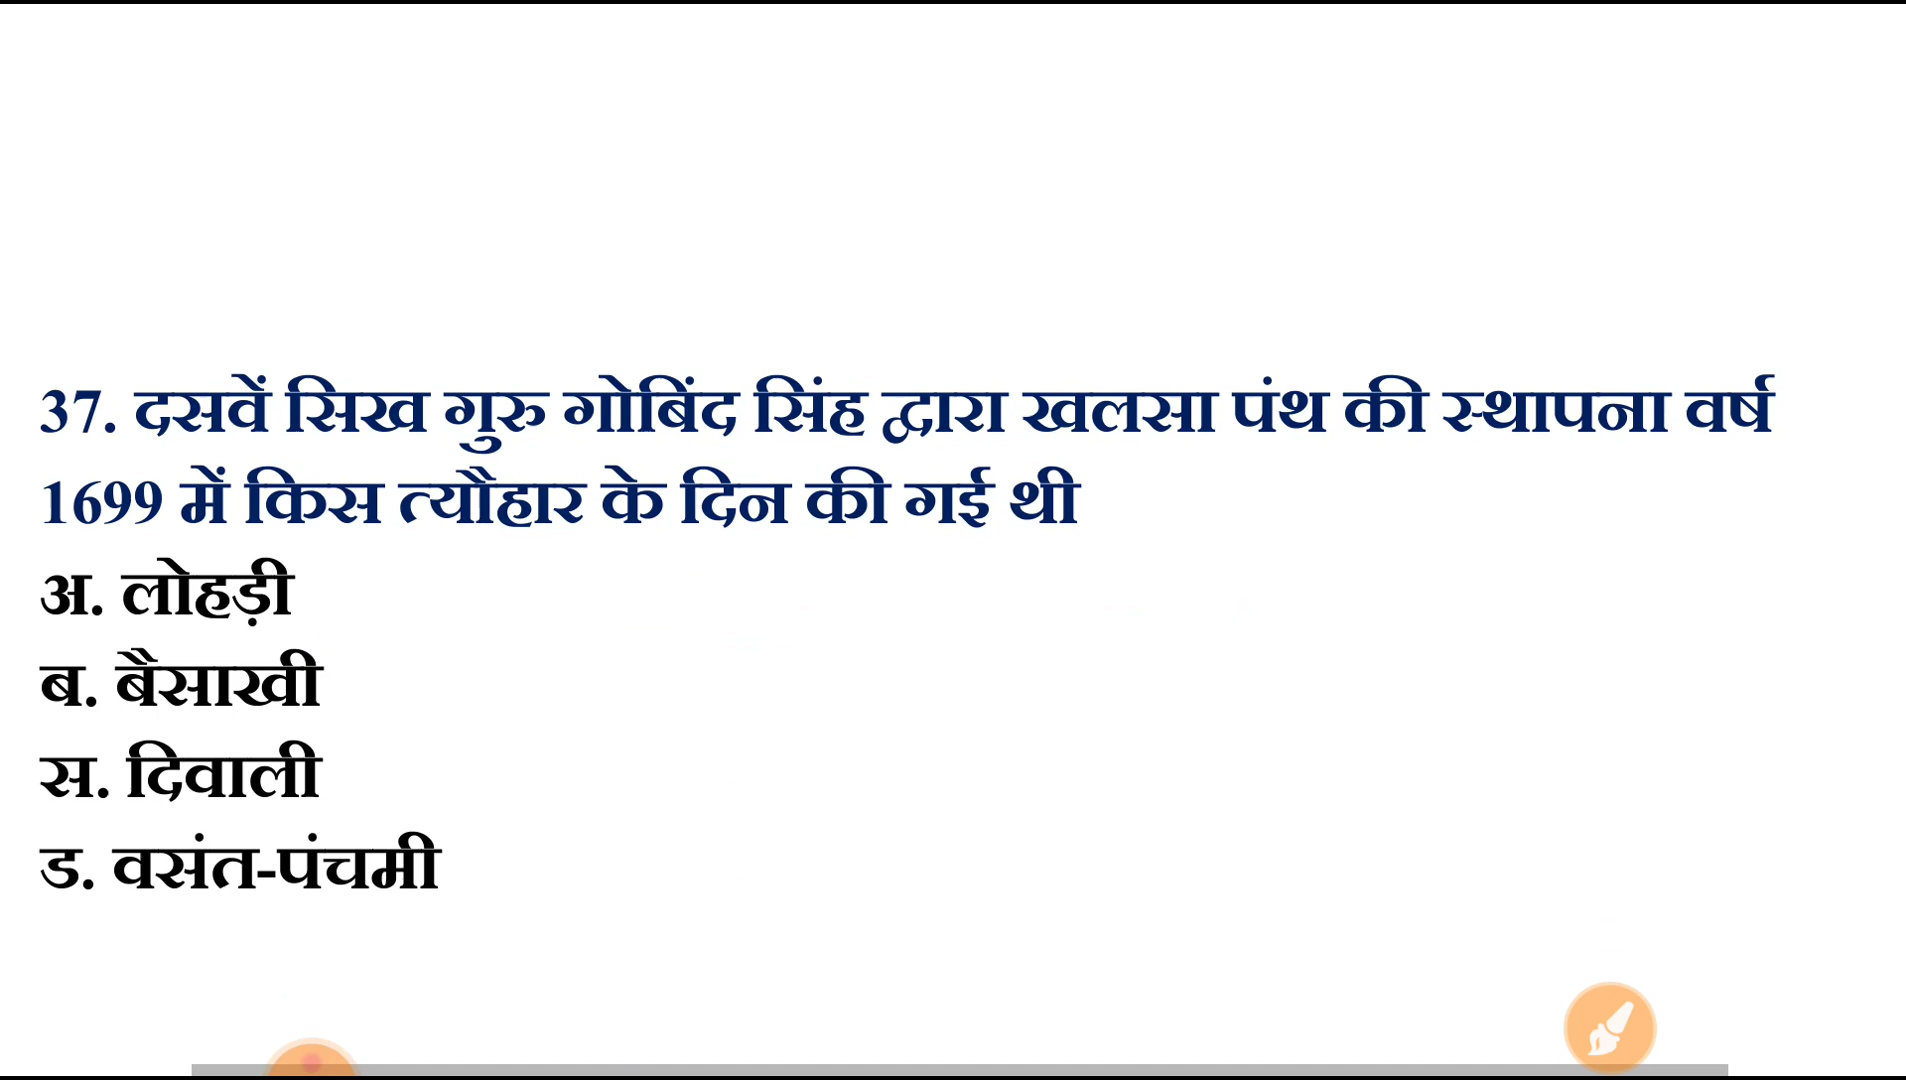 37. दसवें सिख गुरु गोबिंद सिंह द्वारा खलसा पंथ की स्थापना वर्ष
1699 में किस त्यौहार के दिन की गई थी
अ. लोहड़ी
ब. बैसाखी
स. दिवाली
ड. वसंत-पंचमी